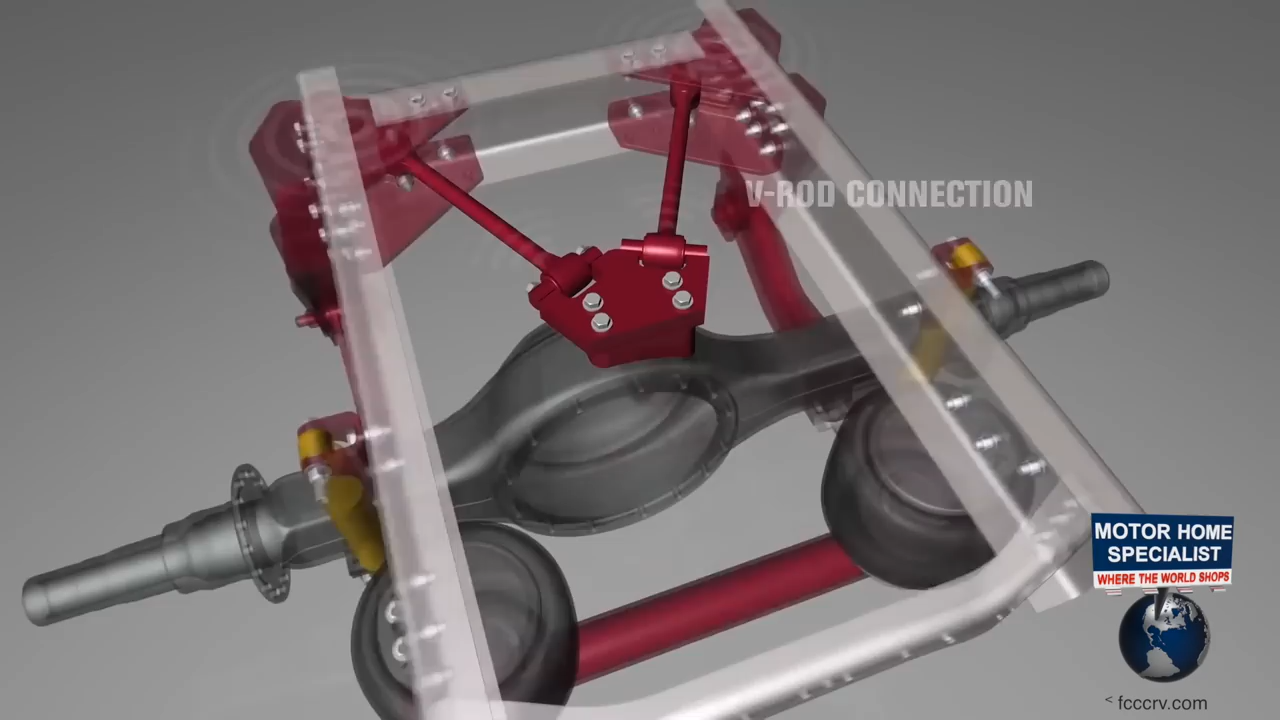 V-ROD CONNECTION
MOTOR HOME
SPECIALIST
WHERE THE WORLD SHOPS
< fcccrv.com